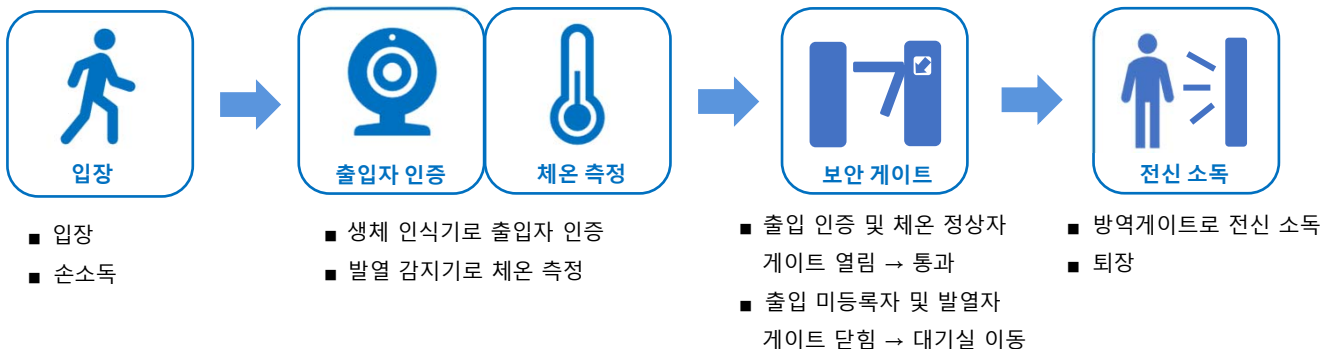 입장
출입자 인증
체온 측정
보안 게이트
전신 소독
■ 입장
■ 손소독
■ 생체 인식기로 출입자 인증
■ 발열 감지기로 체온 측정
■ 출입 인증 및 체온 정상자
게이트 열림 → 통과
■ 출입 미등록자 및 발열자
게이트 닫힘 → 대기실 이동
■ 방역게이트로 전신 소독
■ 퇴장